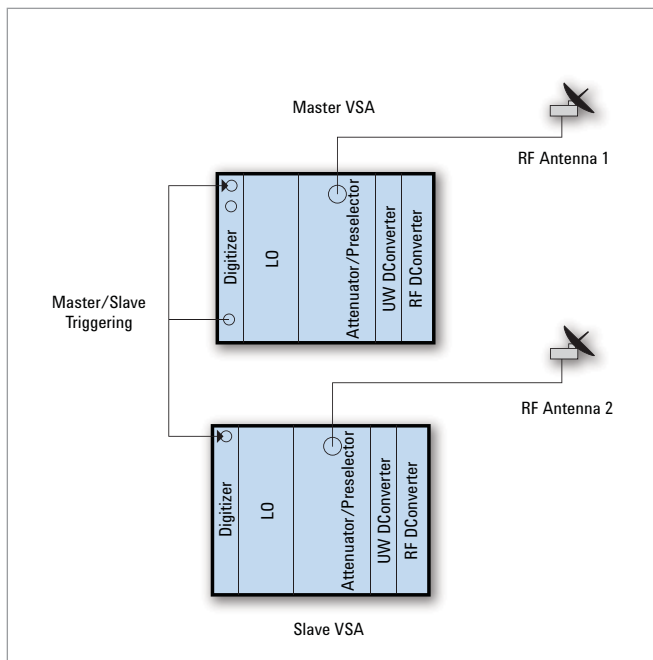 Master VSA
RF Antenna 1
Digitizer
LO
Attenuator/Preselector
UW DConverter
RF DConverter
Master/Slave
Triggering
RF Antenna 2
Digitizer
LO
Attenuator/Preselector
UW DConverter
RF DConverter
Slave VSA